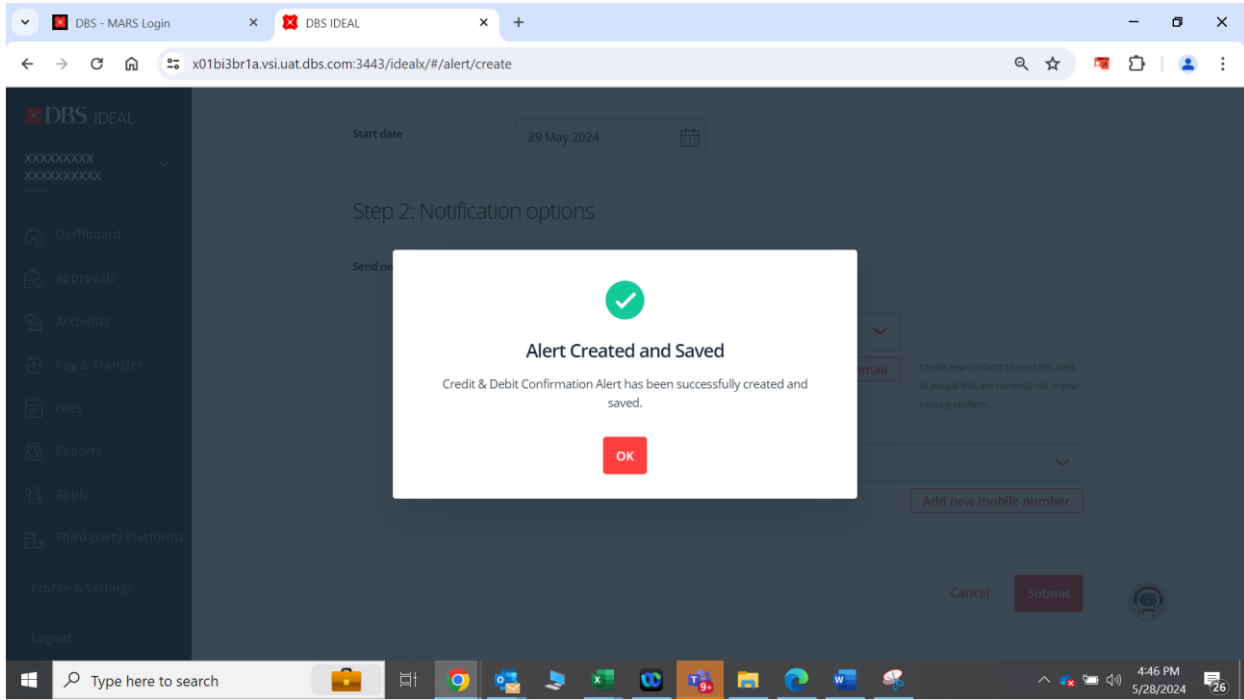 DBS - MARS Login
DBS IDEAL
x01bi3br1a.vsi.uat.dbs.com:3443/idealx/#/alert/create
DBS IDEAL
XXXXXXXXX
XXXXXXXXXX
Dashboard
Approvals
Accounts
Pay & Transfer
Files
Reports
Apply
Third-party Platforms
Profile & Settings
Logout
Start date
29 May 2024
Step 2: Notification options
Send no
Alert Created and Saved
Credit & Debit Confirmation Alert has been successfully created and
saved.
OK
email
Create new contacts to send this alert
to people that are currently not in your
existing contacts.
Add new mobile number
Cancel
Submit
Type here to search
9+
4:46 PM
5/28/2024
26